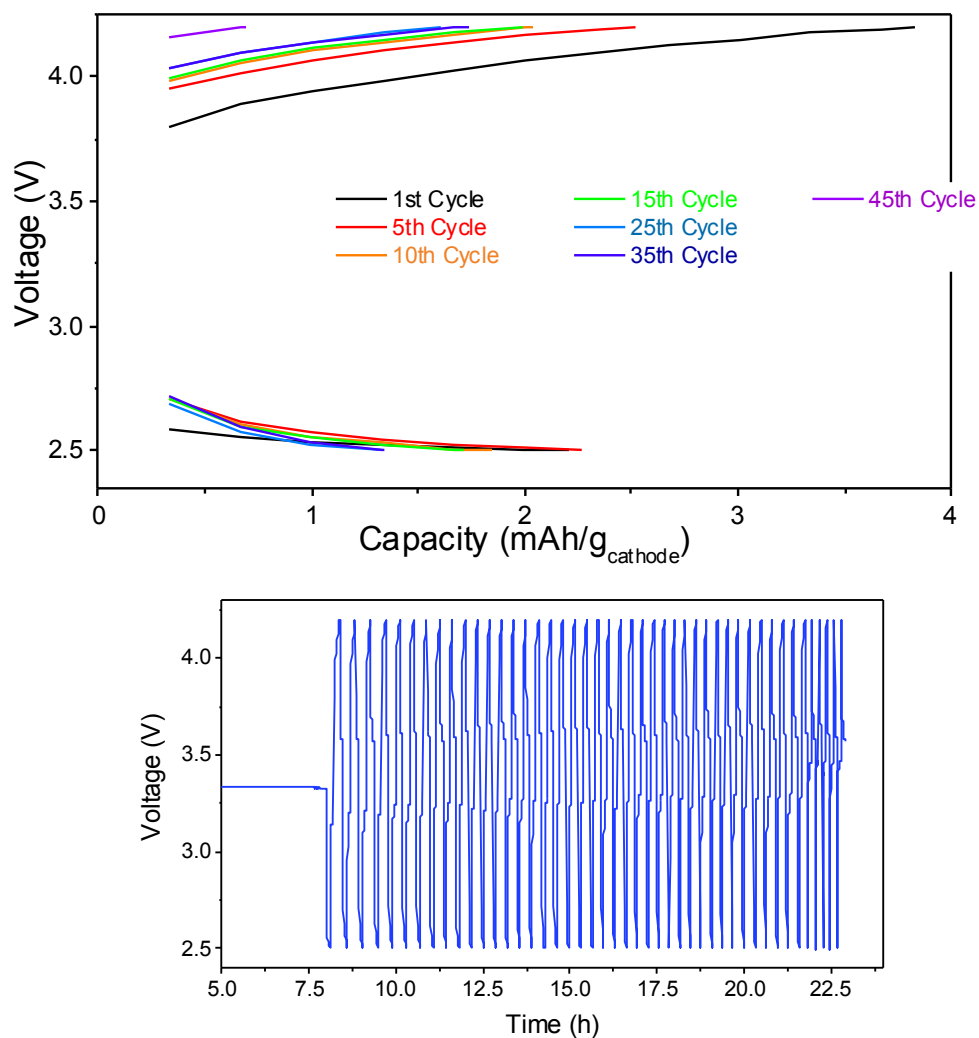 4.0
3.5
3.0
2.5
Voltage (V)
1st Cycle 15th Cycle 45th Cycle
5th Cycle 25th Cycle
10th Cycle 35th Cycle
0 1 2 3 4
Capacity (mAh/gcathode)
4.0
3.5
3.0
2.5
Voltage (V)
5.0 7.5 10.0 12.5 15.0 17.5 20.0 22.5
Time (h)